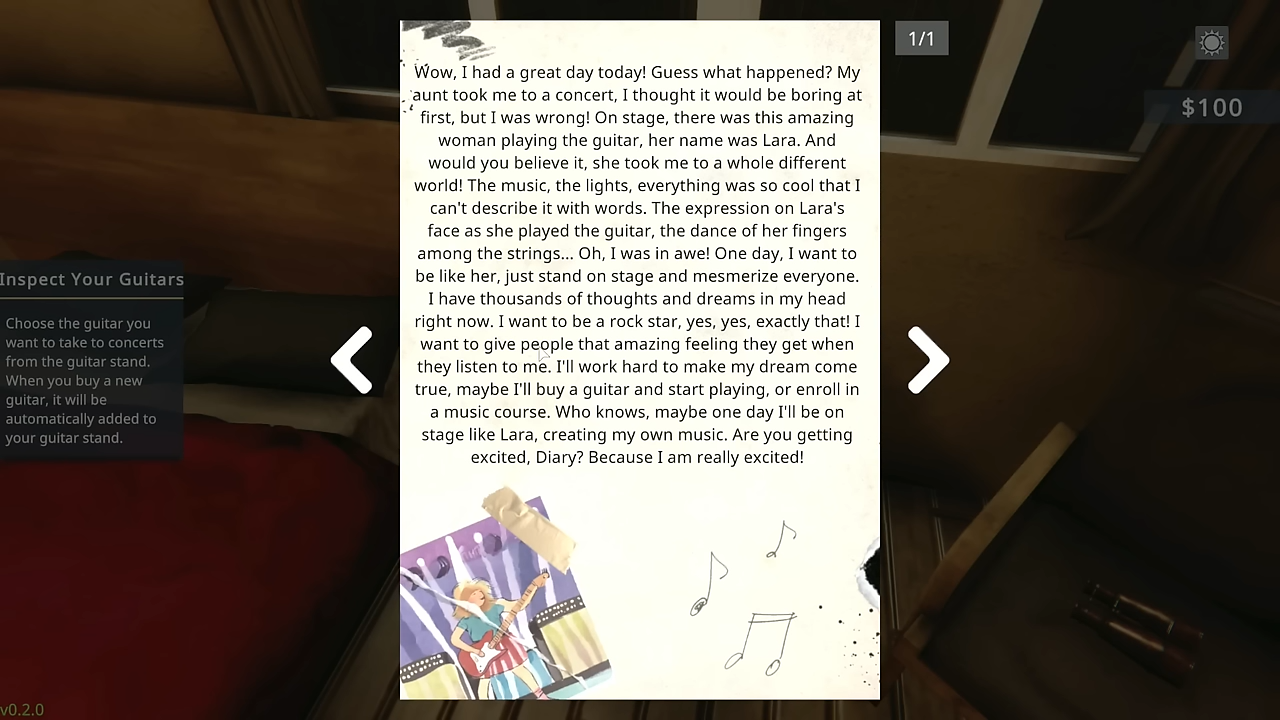 1/1
$100
Wow, I had a great day today! Guess what happened? My
aunt took me to a concert, I thought it would be boring at
first, but I was wrong! On stage, there was this amazing
woman playing the guitar, her name was Lara. And
would you believe it, she took me to a whole different
world! The music, the lights, everything was so cool that I
can't describe it with words. The expression on Lara's
face as she played the guitar, the dance of her fingers
among the strings... Oh, I was in awe! One day, I want to
be like her, just stand on stage and mesmerize everyone.
I have thousands of thoughts and dreams in my head
right now. I want to be a rock star, yes, yes, exactly that! I
want to give people that amazing feeling they get when
they listen to me. I'll work hard to make my dream come
true, maybe I'll buy a guitar and start playing, or enroll in
a music course. Who knows, maybe one day I'll be on
stage like Lara, creating my own music. Are you getting
excited, Diary? Because I am really excited!
Inspect Your Guitars
Choose the guitar you
want to take to concerts
from the guitar stand.
When you buy a new
guitar, it will be
automatically added to
your guitar stand.
v0.2.0